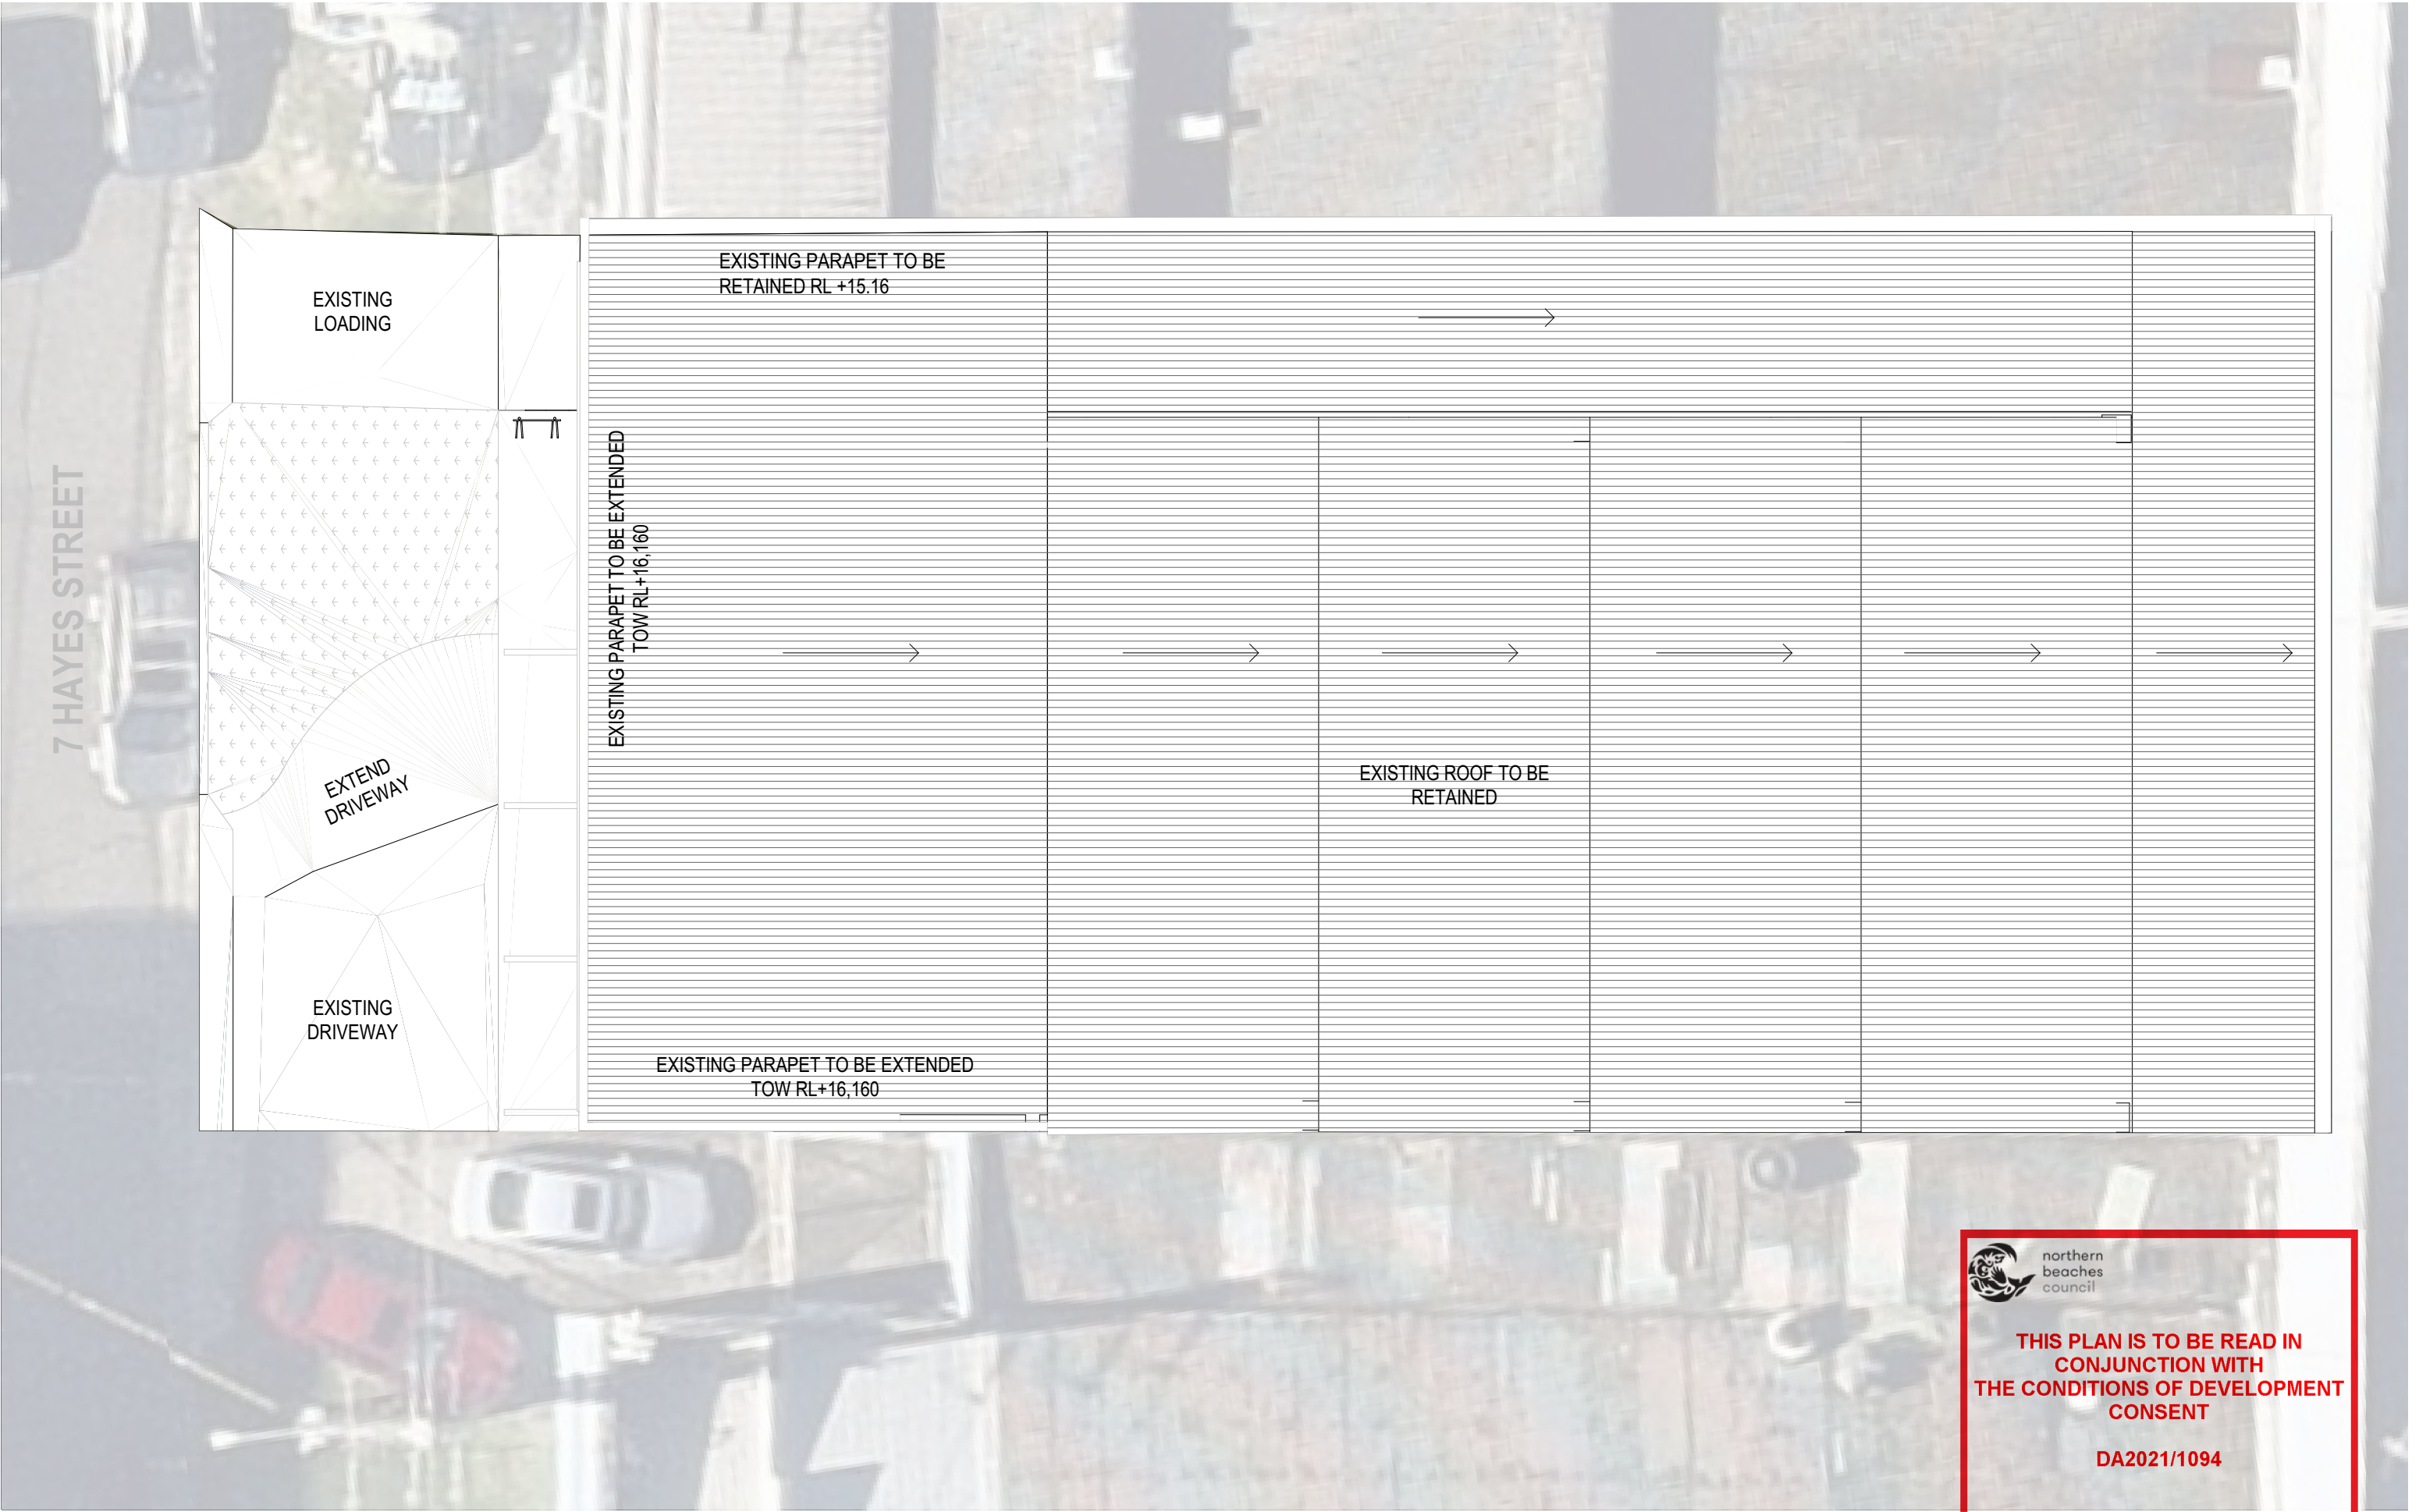 EXISTING PARAPET TO BE
RETAINED RL +15.16
EXISTING
LOADING
EXISTING PARAPET TO BE EXTENDED
TOW RL+16,160
7 HAYES STREET
EXTEND
DRIVEWAY
EXISTING ROOF TO BE
RETAINED
EXISTING
DRIVEWAY
EXISTING PARAPET TO BE EXTENDED
TOW RL+16,160
northern
beaches
council
THIS PLAN IS TO BE READ IN
CONJUNCTION WITH
THE CONDITIONS OF DEVELOPMENT
CONSENT
DA2021/1094